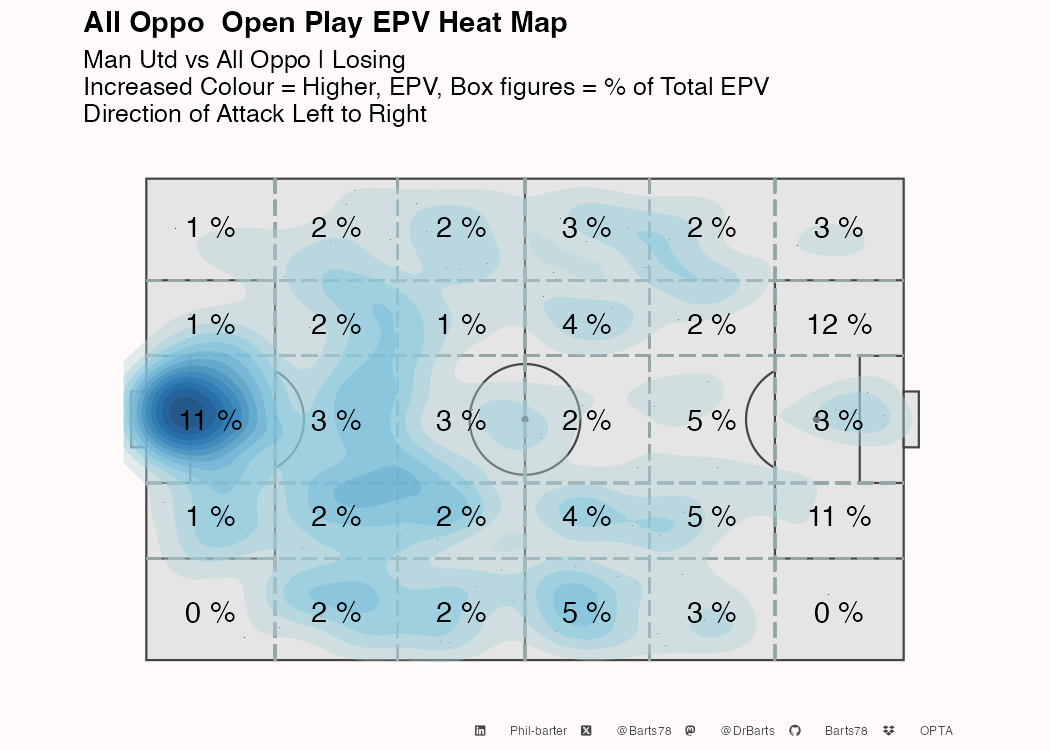 All Oppo  Open Play EPV Heat Map
Man Utd vs All Oppo | Losing
Increased Colour = Higher, EPV, Box figures = % of Total EPV
Direction of Attack Left to Right
1 % 2 % 2 % 3 % 2 % 3 %
1 % 2 % 1 % 4 % 2 % 12 %
11 % 3 % 3 % 2 % 5 % 8 %
1 % 2 % 2 % 4 % 5 % 11 %
0 % 2 % 2 % 5 % 3 % 0 %
Phil-barter @Barts78 @DrBarts Barts78 OPTA